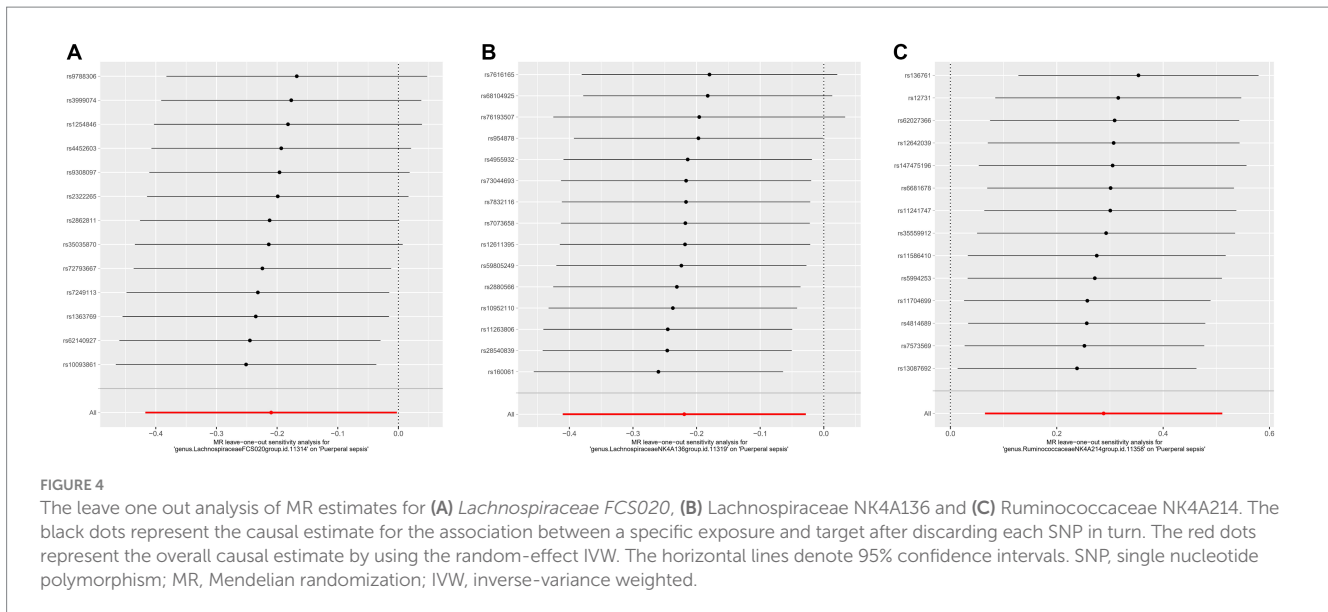 A
rs9788306
rs3999074
rs1254846
rs4452603
rs9308097
rs2322265
rs2862811
rs35035870
rs72793667
rs7249113
rs1363769
rs62140927
rs10093861
All
−0.4 −0.3 −0.2 −0.1 0.0
MR leave−one−out sensitivity analysis for
'genus.LachnospiraceaeFCS020group.id.11314' on 'Puerperal sepsis'
B
rs7616165
rs68104925
rs76193507
rs954878
rs4955932
rs73044693
rs7832116
rs7073658
rs12611395
rs59805249
rs2880566
rs10952110
rs11263806
rs28540839
rs160061
All
−0.4 −0.3 −0.2 −0.1 0.0
MR leave−one−out sensitivity analysis for
'genus.LachnospiraceaeNK4A136group.id.11319' on 'Puerperal sepsis'
C
rs136761
rs12731
rs62027366
rs12642039
rs147475196
rs6681678
rs11241747
rs35559912
rs11586410
rs5994253
rs11704699
rs4814689
rs7573569
rs13087692
All
0.0 0.2 0.4 0.6
MR leave−one−out sensitivity analysis for
'genus.RuminococcaceaeNK4A214group.id.11358' on 'Puerperal sepsis'
FIGURE 4
The leave one out analysis of MR estimates for (A) Lachnospiraceae FCS020, (B) Lachnospiraceae NK4A136 and (C) Ruminococcaceae NK4A214. The
black dots represent the causal estimate for the association between a specific exposure and target after discarding each SNP in turn. The red dots
represent the overall causal estimate by using the random-effect IVW. The horizontal lines denote 95% confidence intervals. SNP, single nucleotide
polymorphism; MR, Mendelian randomization; IVW, inverse-variance weighted.